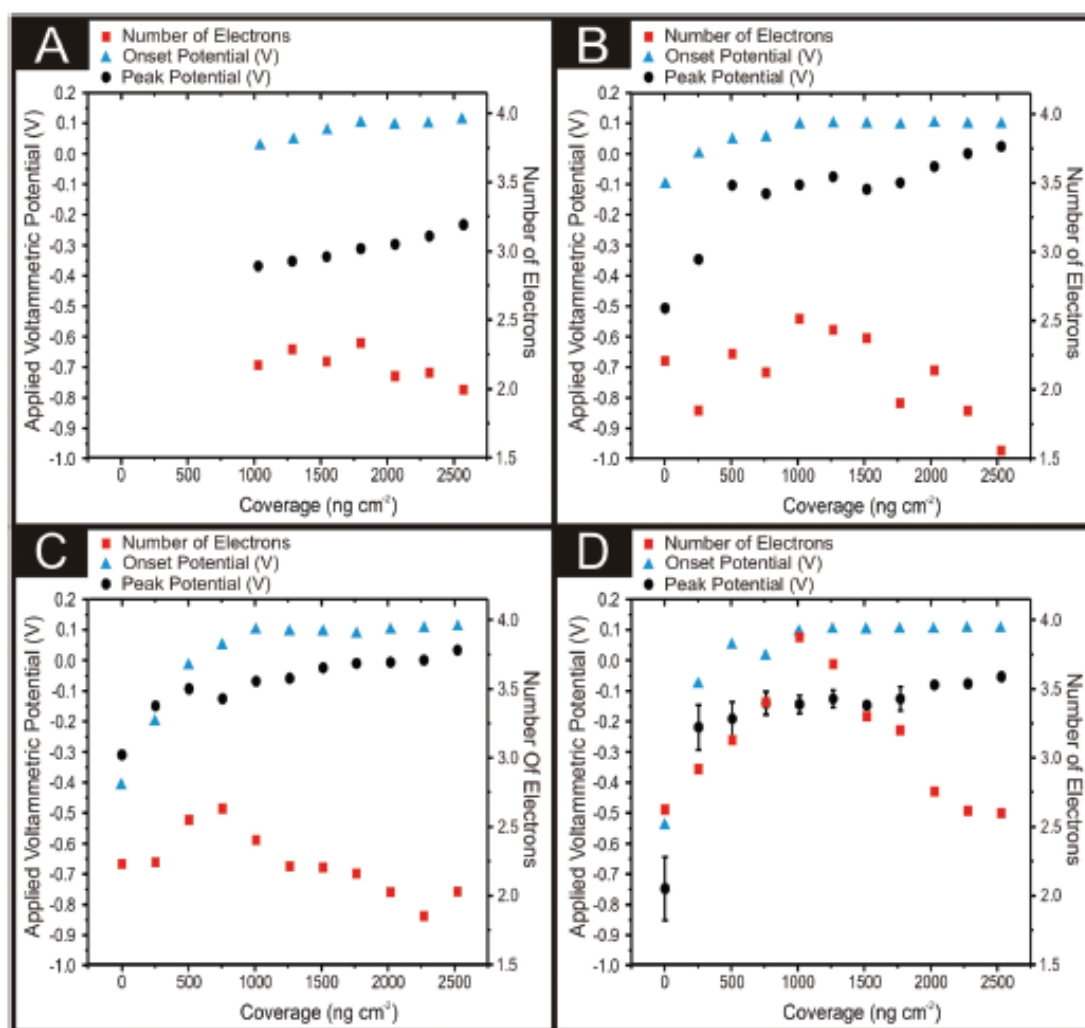 A
Number of Electrons
Onset Potential (V)
Peak Potential (V)
0.2
0.1
0.0
-0.1
-0.2
-0.3
-0.4
-0.5
-0.6
-0.7
-0.8
-0.9
-1.0
Applied Voltammetric Potential (V)
4.0
3.5
3.0
2.5
2.0
1.5
Number of Electrons
0 500 1000 1500 2000 2500
Coverage (ng cm-2)
B
Number of Electrons
Onset Potential (V)
Peak Potential (V)
0.2
0.1
0.0
-0.1
-0.2
-0.3
-0.4
-0.5
-0.6
-0.7
-0.8
-0.9
-1.0
Applied Voltammetric Potential (V)
4.0
3.5
3.0
2.5
2.0
1.5
Number of Electrons
0 500 1000 1500 2000 2500
Coverage (ng cm-2)
C
Number of Electrons
Onset Potential (V)
Peak Potential (V)
0.2
0.1
0.0
-0.1
-0.2
-0.3
-0.4
-0.5
-0.6
-0.7
-0.8
-0.9
-1.0
Applied Voltammetric Potential (V)
4.0
3.5
3.0
2.5
2.0
1.5
Number Of Electrons
0 500 1000 1500 2000 2500
Coverage (ng cm-2)
D
Number of Electrons
Onset Potential (V)
Peak Potential (V)
0.2
0.1
0.0
-0.1
-0.2
-0.3
-0.4
-0.5
-0.6
-0.7
-0.8
-0.9
-1.0
Applied Voltammetric Potential (V)
4.0
3.5
3.0
2.5
2.0
1.5
Number of Electrons
0 500 1000 1500 2000 2500
Coverage (ng cm-2)